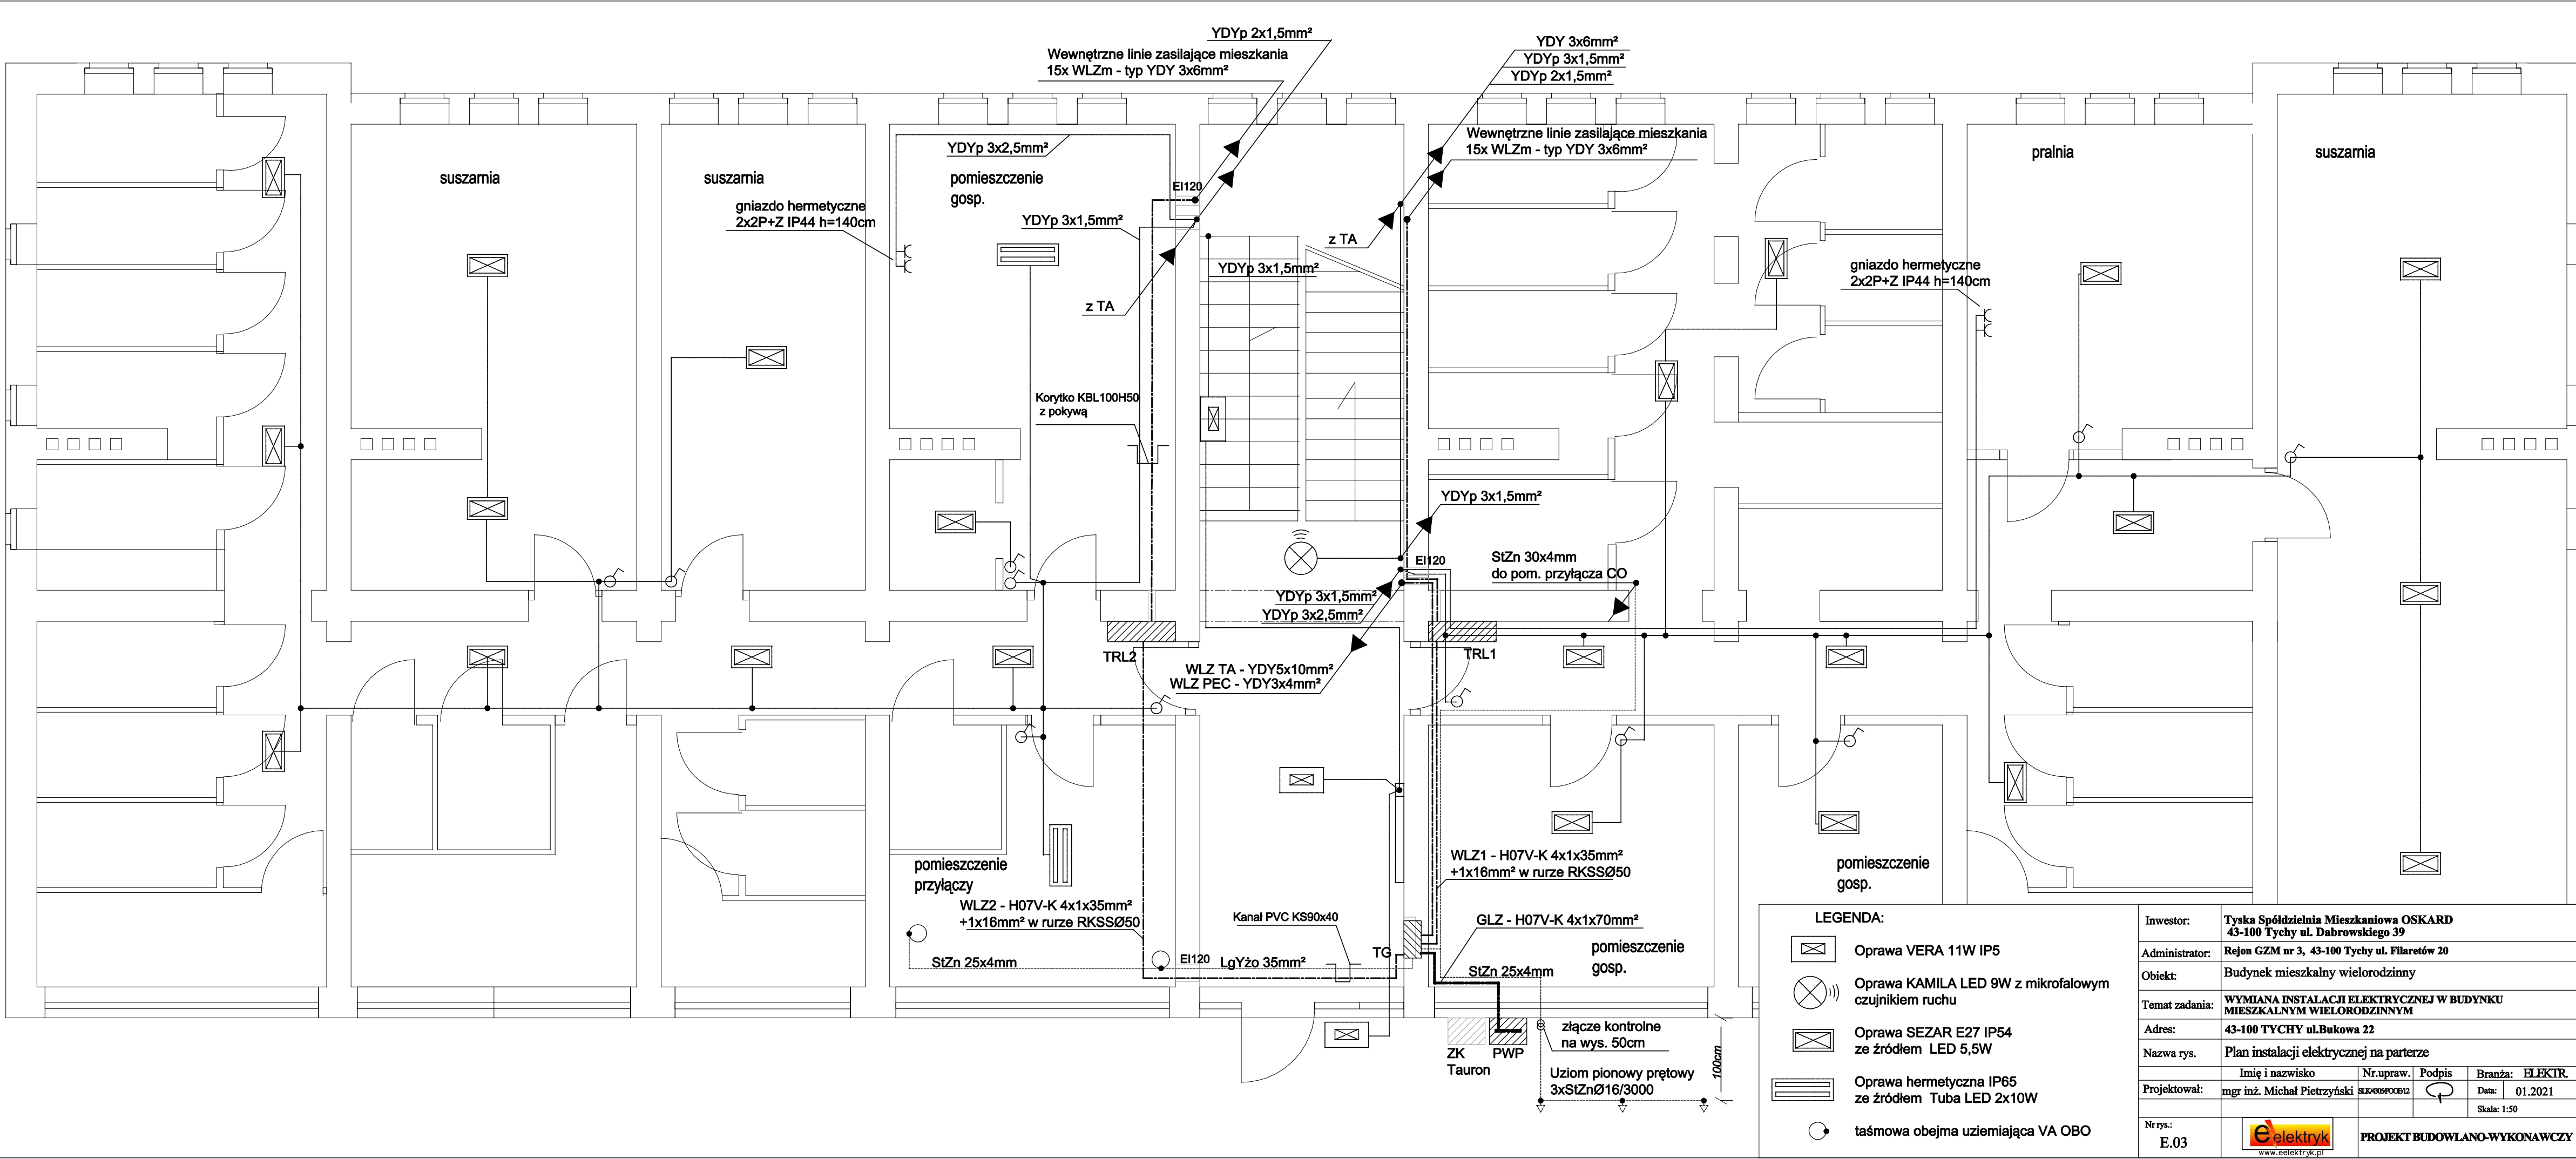 YDYp 2x1,5mm²
Wewnętrzne linie zasilające mieszkania
15x WLZm - typ YDY 3x6mm²
YDY 3x6mm²
YDYp 3x1,5mm²
YDYp 2x1,5mm²
Wewnętrzne linie zasilające mieszkania
15x WLZm - typ YDY 3x6mm²
YDYp 3x2,5mm²
suszarnia
suszarnia
pomieszczenie
gosp.
EI120
pralnia
suszarnia
gniazdo hermetyczne
2x2P+Z IP44 h=140cm
YDYp 3x1,5mm²
z TA
YDYp 3x1,5mm²
z TA
gniazdo hermetyczne
2x2P+Z IP44 h=140cm
Korytko KBL100H50
z pokywą
YDYp 3x1,5mm²
EI120
StZn 30x4mm
do pom. przyłącza CO
YDYp 3x1,5mm²
YDYp 3x2,5mm²
TRL2
TRL1
WLZ TA - YDY5x10mm²
WLZ PEC - YDY3x4mm²
pomieszczenie
przyłączy
WLZ2 - H07V-K 4x1x35mm²
+1x16mm² w rurze RKSSØ50
WLZ1 - H07V-K 4x1x35mm²
+1x16mm² w rurze RKSSØ50
pomieszczenie
gosp.
Kanał PVC KS90x40
GLZ - H07V-K 4x1x70mm²
pomieszczenie
gosp.
StZn 25x4mm
EI120
LgYżo 35mm²
TG
StZn 25x4mm
ZK
Tauron
PWP
złącze kontrolne
na wys. 50cm
Uziom pionowy prętowy
3xStZnØ16/3000
100cm
LEGENDA:
Oprawa VERA 11W IP5
Oprawa KAMILA LED 9W z mikrofalowym
czujnikiem ruchu
Oprawa SEZAR E27 IP54
ze źródłem LED 5,5W
Oprawa hermetyczna IP65
ze źródłem Tuba LED 2x10W
taśmowa obejma uziemiająca VA OBO
Inwestor: Tyska Spółdzielnia Mieszkaniowa OSKARD
43-100 Tychy ul. Dabrowskiego 39
Administrator: Rejon GZM nr 3, 43-100 Tychy ul. Filaretów 20
Obiekt: Budynek mieszkalny wielorodzinny
Temat zadania: WYMIANA INSTALACJI ELEKTRYCZNEJ W BUDYNKU
MIESZKALNYM WIELORODZINNYM
Adres: 43-100 TYCHY ul.Bukowa 22
Nazwa rys. Plan instalacji elektrycznej na parterze
Imię i nazwisko Nr.upraw. Podpis Branża: ELEKTR.
Projektował: mgr inż. Michał Pietrzyński Data: 01.2021
Skala: 1:50
Nr rys.:
E.03
e elektryk
www.eelektryk.pl
PROJEKT BUDOWLANO-WYKONAWCZY